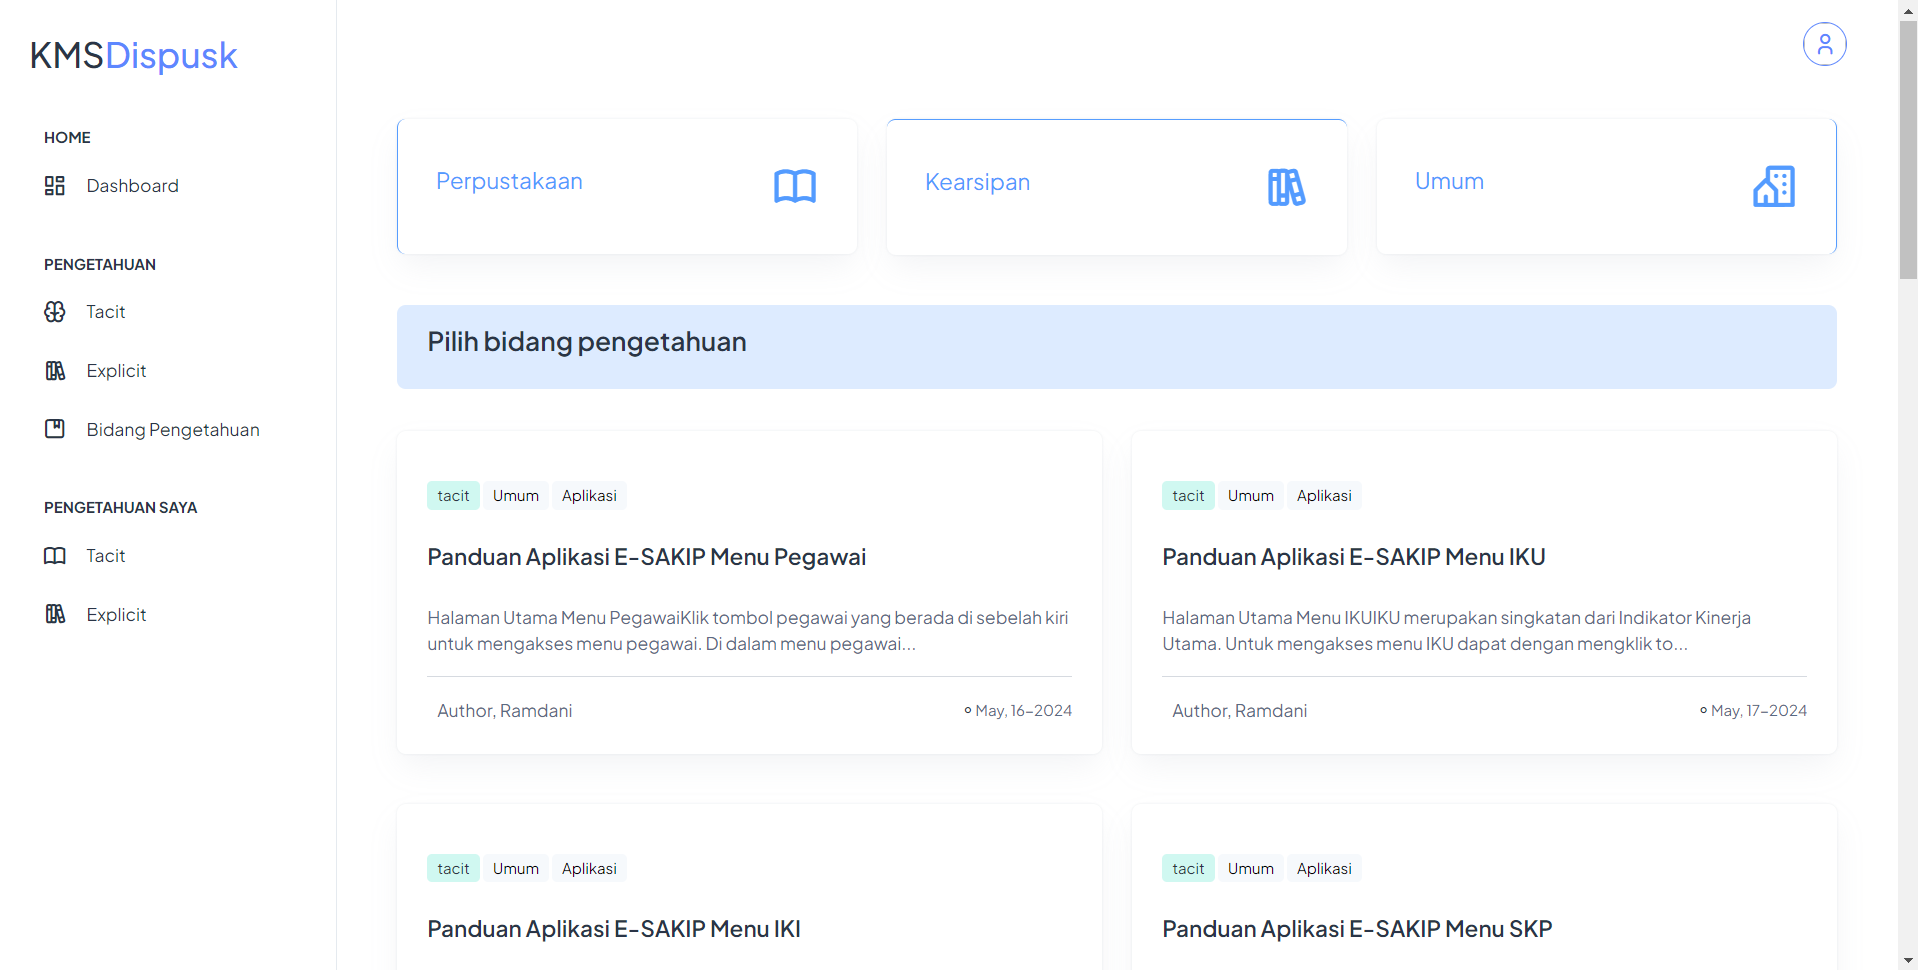 KMSDispusk
HOME
Dashboard
PENGETAHUAN
Tacit
Explicit
Bidang Pengetahuan
PENGETAHUAN SAYA
Tacit
Explicit
Perpustakaan
Kearsipan
Umum
Pilih bidang pengetahuan
tacit Umum Aplikasi
Panduan Aplikasi E-SAKIP Menu Pegawai
Halaman Utama Menu PegawaiKlik tombol pegawai yang berada di sebelah kiri
untuk mengakses menu pegawai. Di dalam menu pegawai...
Author, Ramdani
May, 16-2024
tacit Umum Aplikasi
Panduan Aplikasi E-SAKIP Menu IKU
Halaman Utama Menu IKUIKU merupakan singkatan dari Indikator Kinerja
Utama. Untuk mengakses menu IKU dapat dengan mengklik to...
Author, Ramdani
May, 17-2024
tacit Umum Aplikasi
Panduan Aplikasi E-SAKIP Menu IKI
tacit Umum Aplikasi
Panduan Aplikasi E-SAKIP Menu SKP